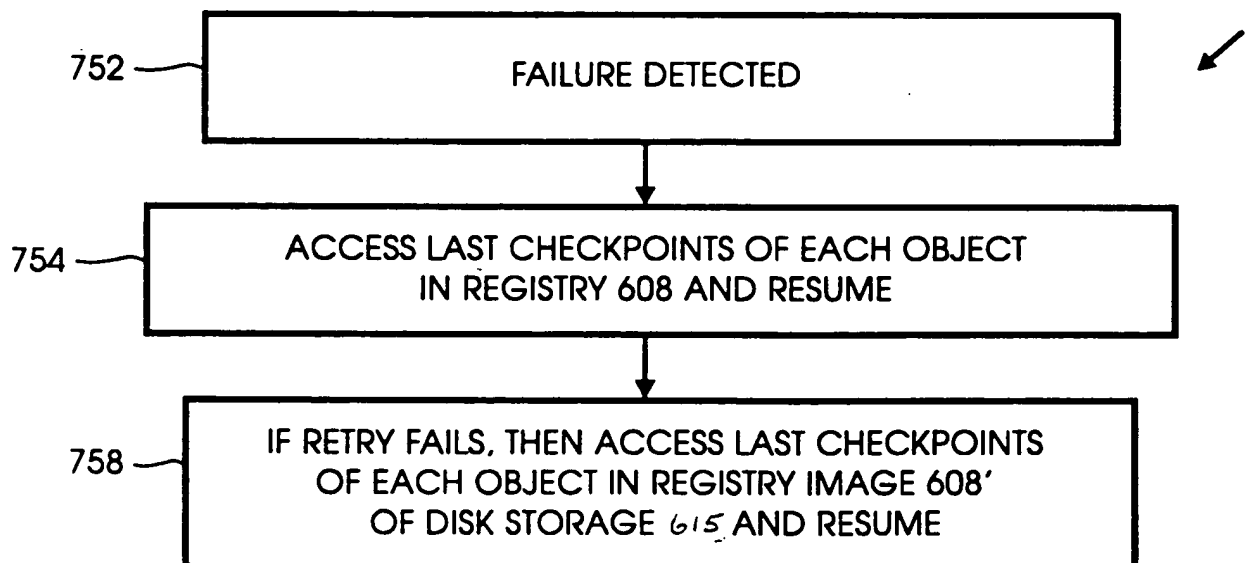 752
FAILURE DETECTED
754
ACCESS LAST CHECKPOINTS OF EACH OBJECT
IN REGISTRY 608 AND RESUME
758
IF RETRY FAILS, THEN ACCESS LAST CHECKPOINTS
OF EACH OBJECT IN REGISTRY IMAGE 608'
OF DISK STORAGE 615 AND RESUME